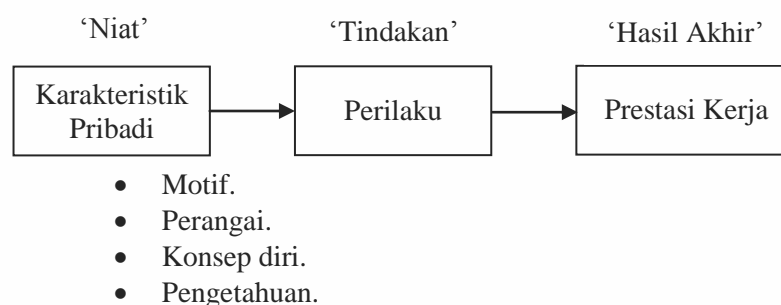 ‘Niat’
‘Tindakan’
‘Hasil Akhir’
Karakteristik
Pribadi
Perilaku
Prestasi Kerja
• Motif.
• Perangai.
• Konsep diri.
• Pengetahuan.